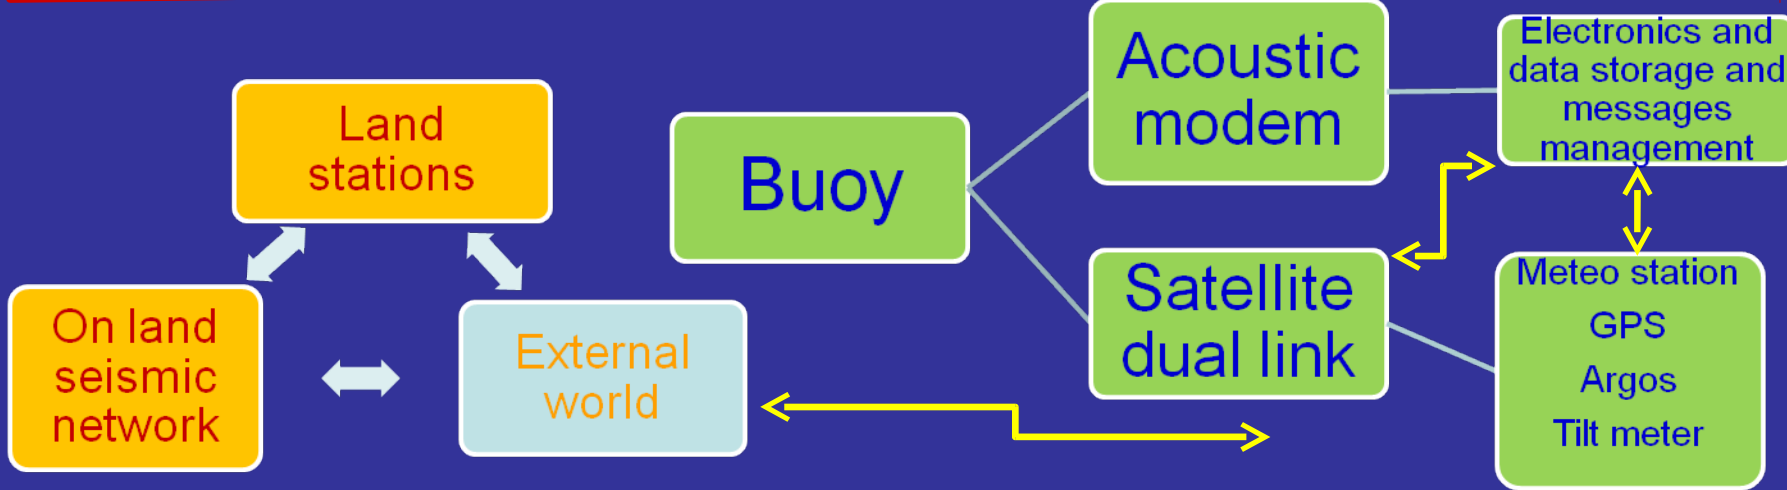 Land
stations
On land
seismic
network
External
world
Buoy
Acoustic
modem
Satellite
dual link
Electronics and
data storage and
messages
management
Meteo station
GPS
Argos
Tilt meter